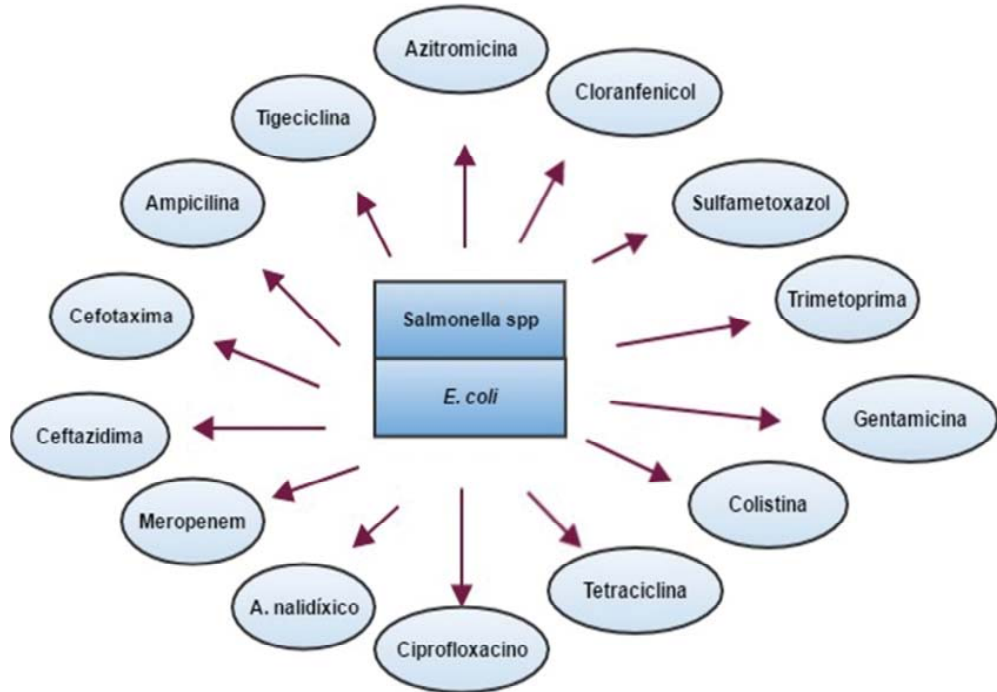 Azitromicina
Cloranfenicol
Tigeciclina
Ampicilina
Sulfametoxazol
Cefotaxima
Trimetoprima
Salmonella spp
E. coli
Ceftazidima
Gentamicina
Meropenem
Colistina
A. nalidíxico
Tetraciclina
Ciprofloxacino